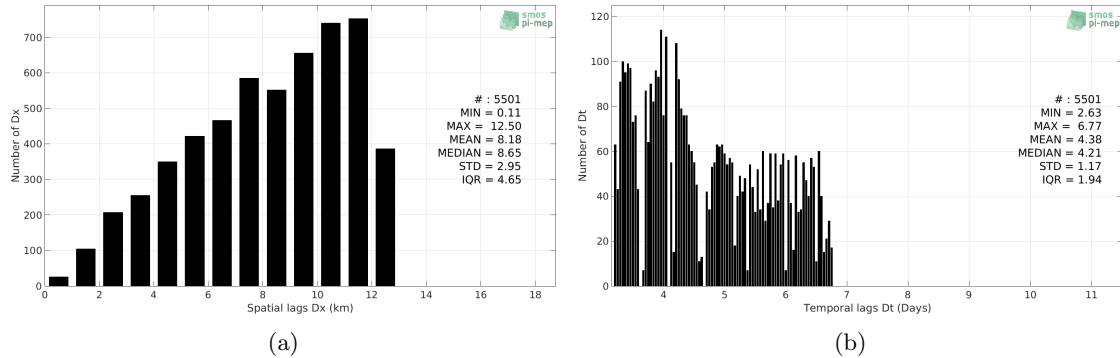 smos
pi-mep
700
600
500
400
300
200
100
0
Number of Dx
# : 5501
MIN = 0.11
MAX = 12.50
MEAN = 8.18
MEDIAN = 8.65
STD = 2.95
IQR = 4.65
0 2 4 6 8 10 12 14 16 18
Spatial lags Dx (km)
(a)
smos
pi-mep
120
100
80
60
40
20
0
Number of Dt
# : 5501
MIN = 2.63
MAX = 6.77
MEAN = 4.38
MEDIAN = 4.21
STD = 1.17
IQR = 1.94
4 5 6 7 8 9 10 11
Temporal lags Dt (Days)
(b)